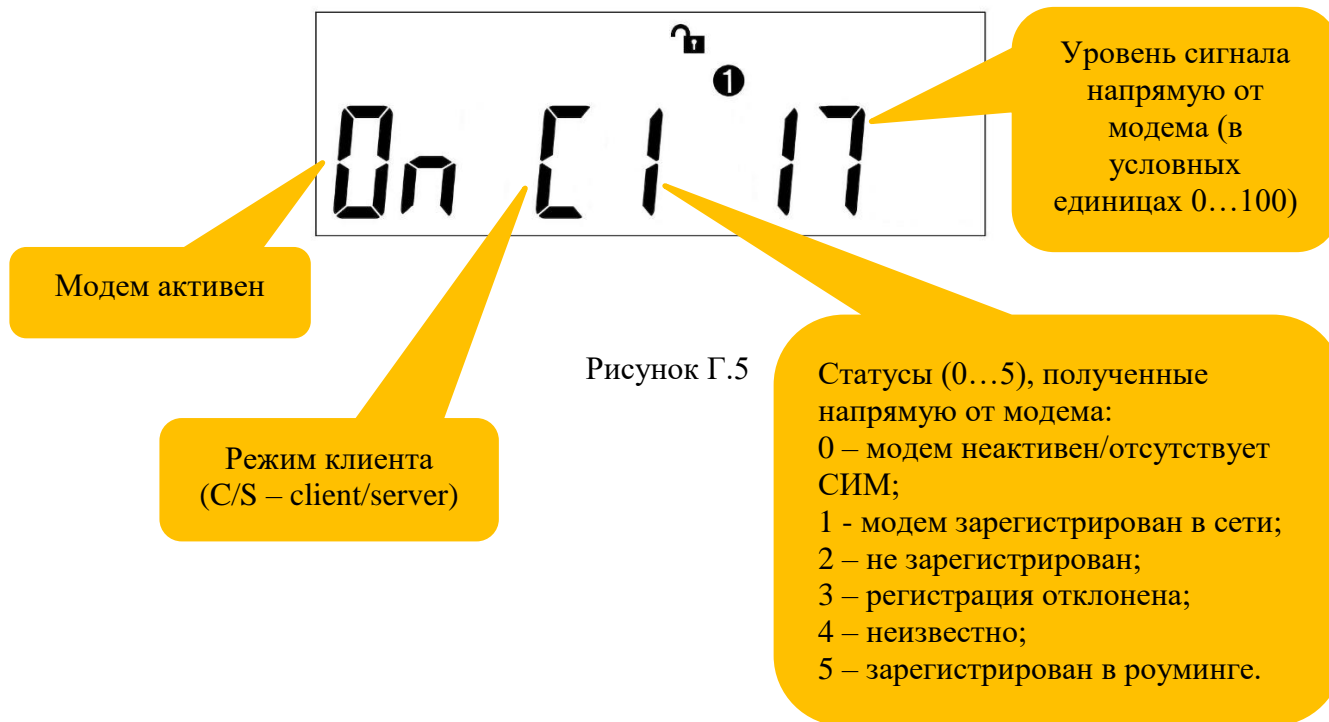 1
On C1 17
Уровень сигнала
напрямую от
модема (в
условных
единицах 0…100)
Модем активен
Рисунок Г.5
Режим клиента
(C/S – client/server)
Статусы (0…5), полученные
напрямую от модема:
0 – модем неактивен/отсутствует
СИМ;
1 - модем зарегистрирован в сети;
2 – не зарегистрирован;
3 – регистрация отклонена;
4 – неизвестно;
5 – зарегистрирован в роуминге.